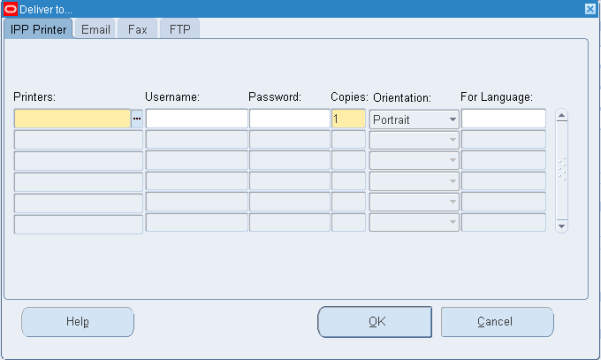 Deliver to...
IPP Printer Email Fax FTP
Printers: Username: Password: Copies: Orientation: For Language:
... 1 Portrait
Help OK Cancel